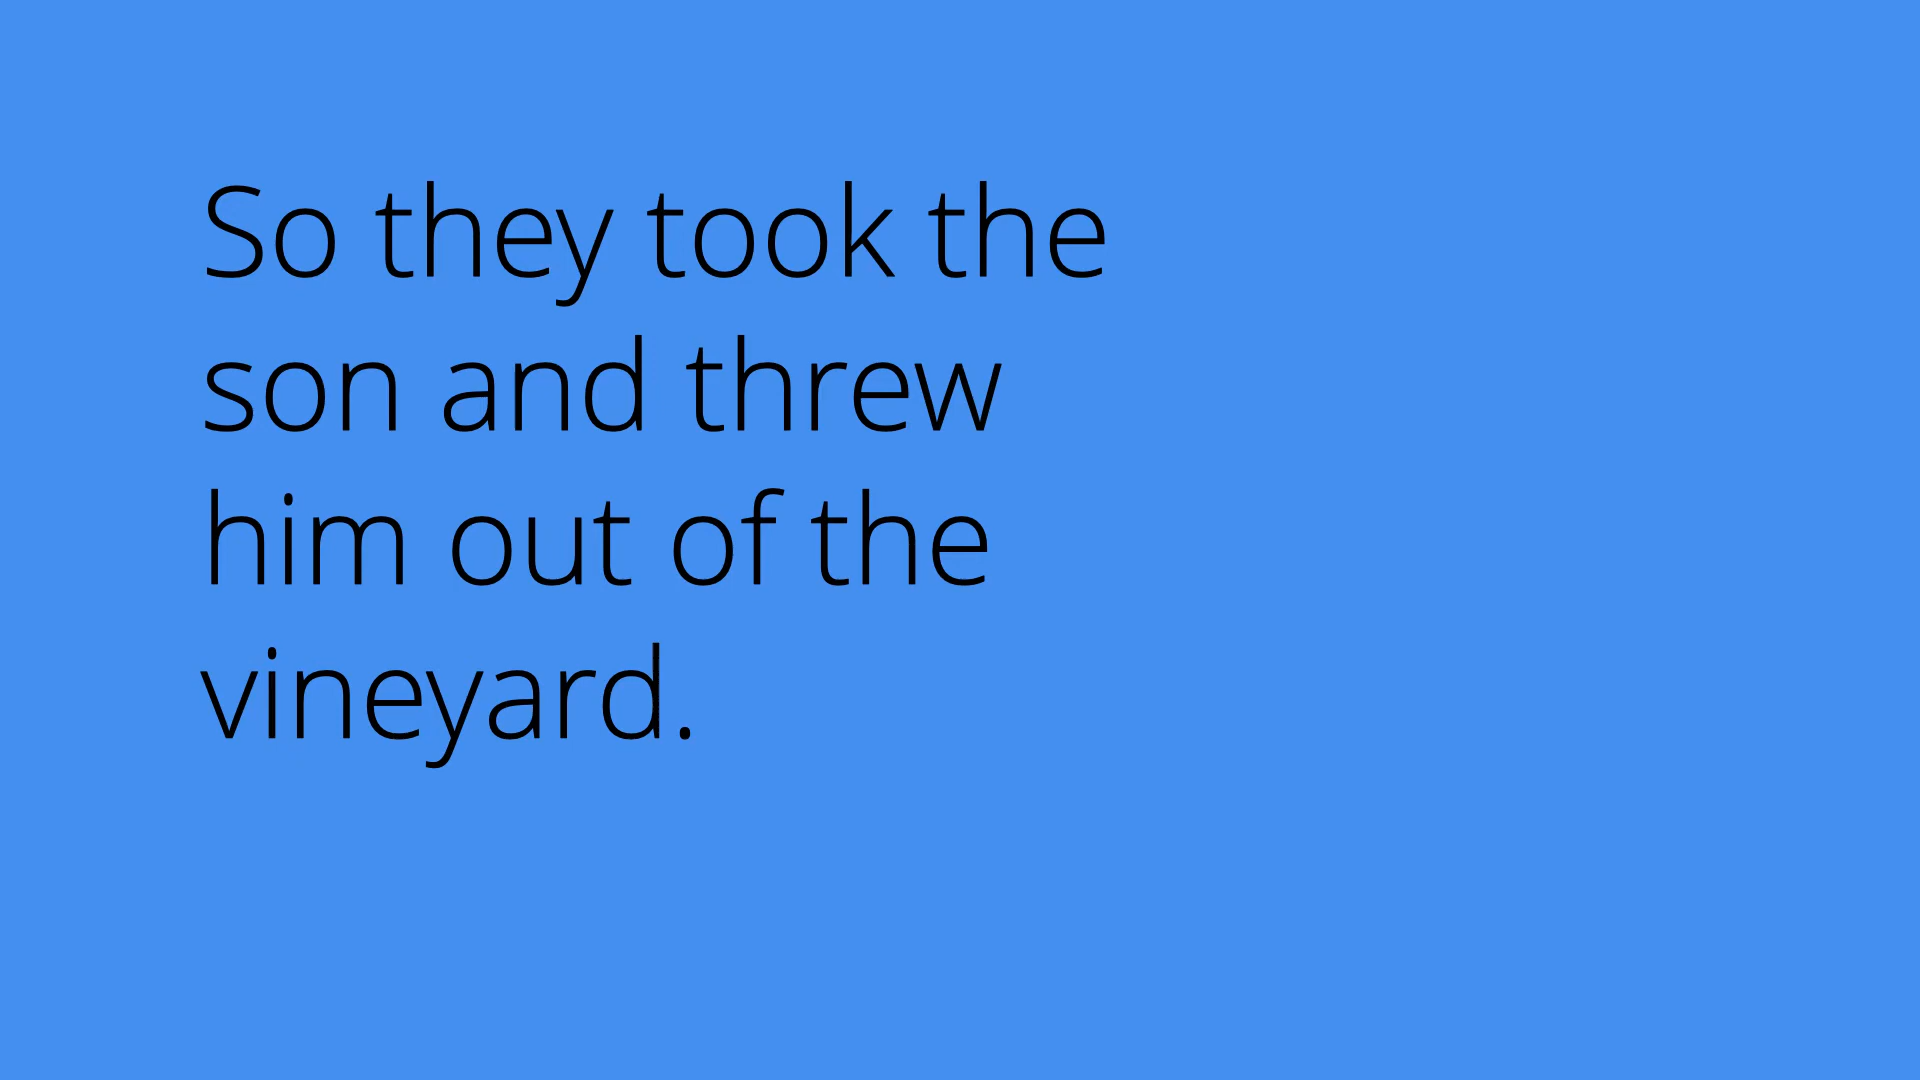 So they took the
son and threw
him out of the
vineyard.